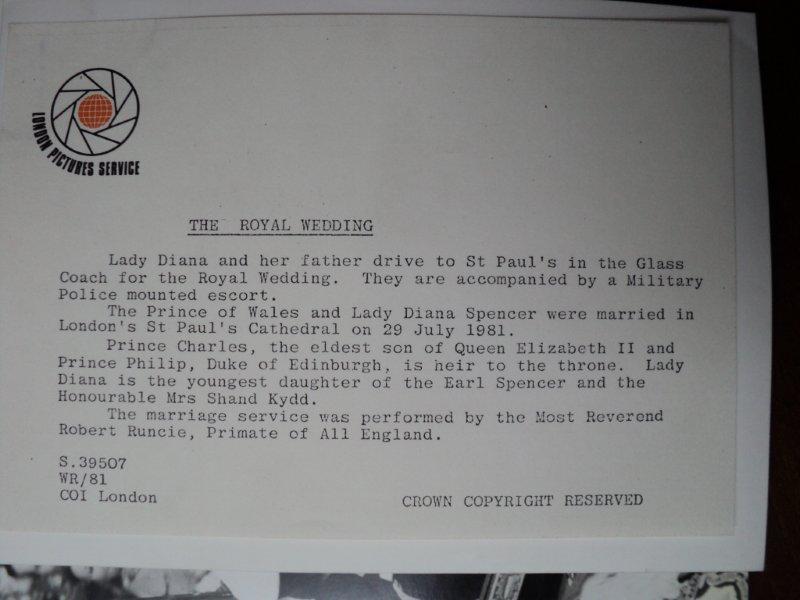 LONDON PICTURES SERVICE
THE ROYAL WEDDING
Lady Diana and her father drive to St Paul's in the Glass
Coach for the Royal Wedding. They are accompanied by a Military
Police mounted escort.
The Prince of Wales and Lady Diana Spencer were married in
London's St Paul's Cathedral on 29 July 1981.
Prince Charles, the eldest son of Queen Elizabeth II and
Prince Philip, Duke of Edinburgh, is heir to the throne. Lady
Diana is the youngest daughter of the Earl Spencer and the
Honourable Mrs Shand Kydd.
The marriage service was performed by the Most Reverend
Robert Runcie, Primate of All England.
S.39507
WR/81
COI London
CROWN COPYRIGHT RESERVED